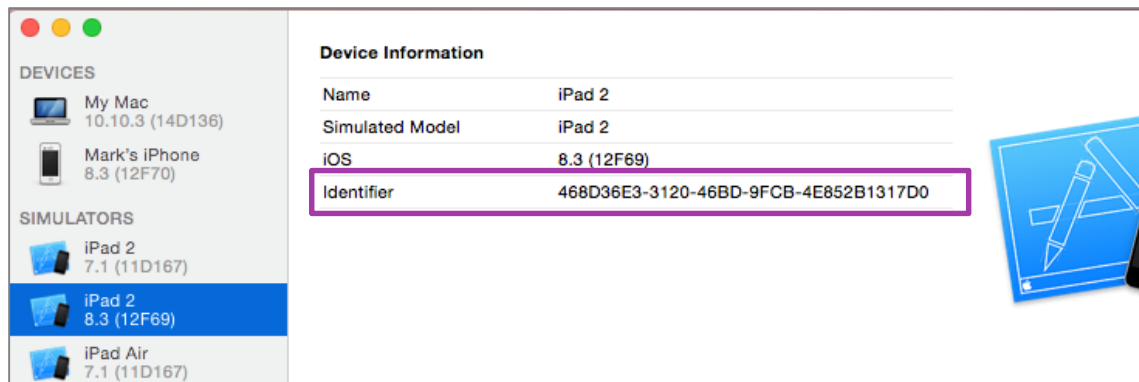 DEVICES
My Mac
10.10.3 (14D136)
Mark's iPhone
8.3 (12F70)
SIMULATORS
iPad 2
7.1 (11D167)
iPad 2
8.3 (12F69)
iPad Air
7.1 (11D167)
Device Information
Name iPad 2
Simulated Model iPad 2
iOS 8.3 (12F69)
Identifier 468D36E3-3120-46BD-9FCB-4E852B1317D0